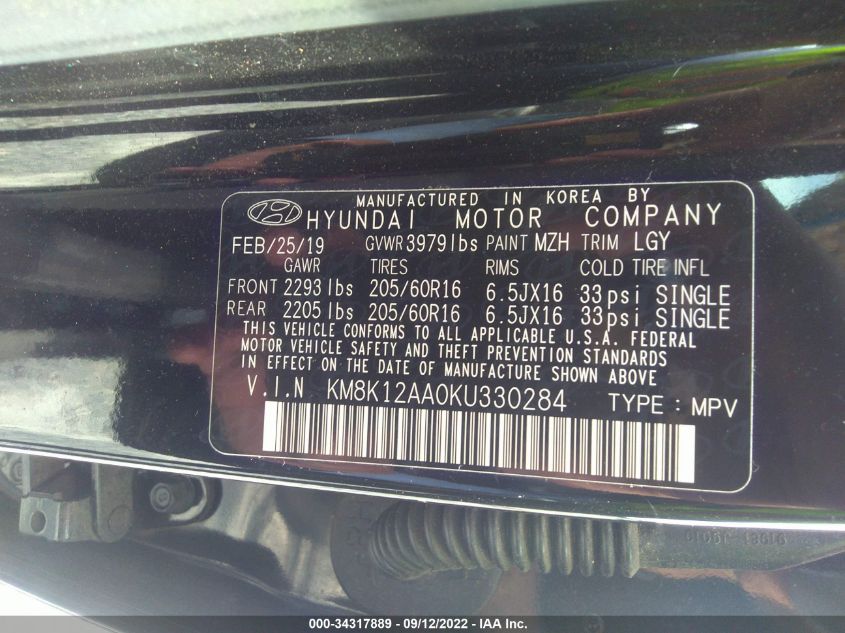 MANUFACTURED IN KOREA BY
HYUNDAI MOTOR COMPANY
FEB/25/19 GVWR 3979 lbs PAINT MZH TRIM LGY
GAWR TIRES RIMS COLD TIRE INFL
FRONT 2293 lbs 205/60R16 6.5JX16 33psi SINGLE
REAR 2205 lbs 205/60R16 6.5JX16 33psi SINGLE
THIS VEHICLE CONFORMS TO ALL APPLICABLE U.S.A. FEDERAL
MOTOR VEHICLE SAFETY AND THEFT PREVENTION STANDARDS
IN EFFECT ON THE DATE OF MANUFACTURE SHOWN ABOVE
V.I.N KM8K12AA0KU330284 TYPE : MPV
000-34317889 - 09/12/2022 - IAA Inc.